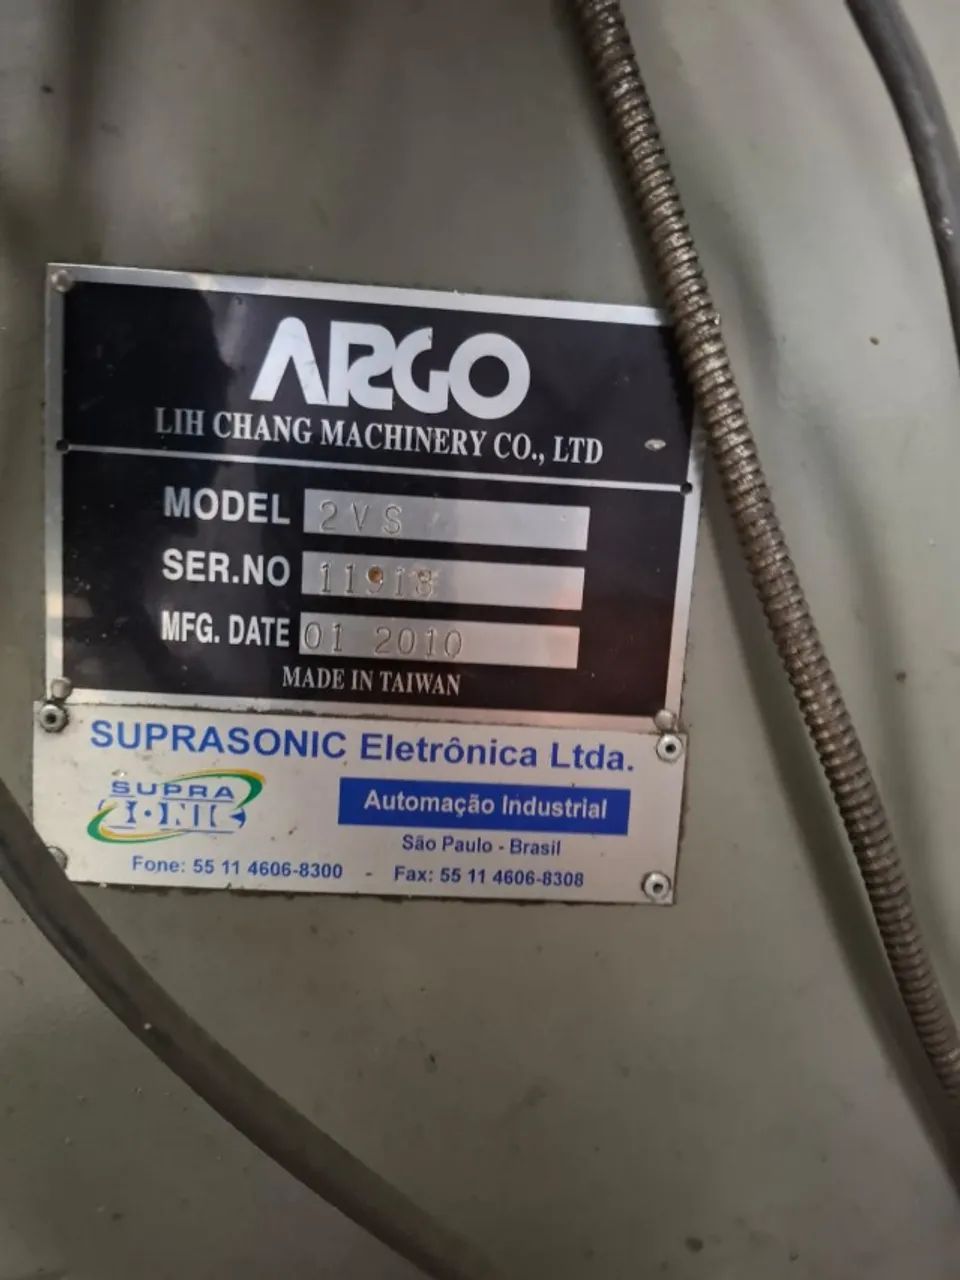 ARGO
LIH CHANG MACHINERY CO., LTD
MODEL 2VS
SER.NO 11918
MFG. DATE 01 2010
MADE IN TAIWAN
SUPRASONIC Eletrônica Ltda.
SUPRA
SONIC
Automação Industrial
São Paulo - Brasil
Fone: 55 11 4606-8300 - Fax: 55 11 4606-8308